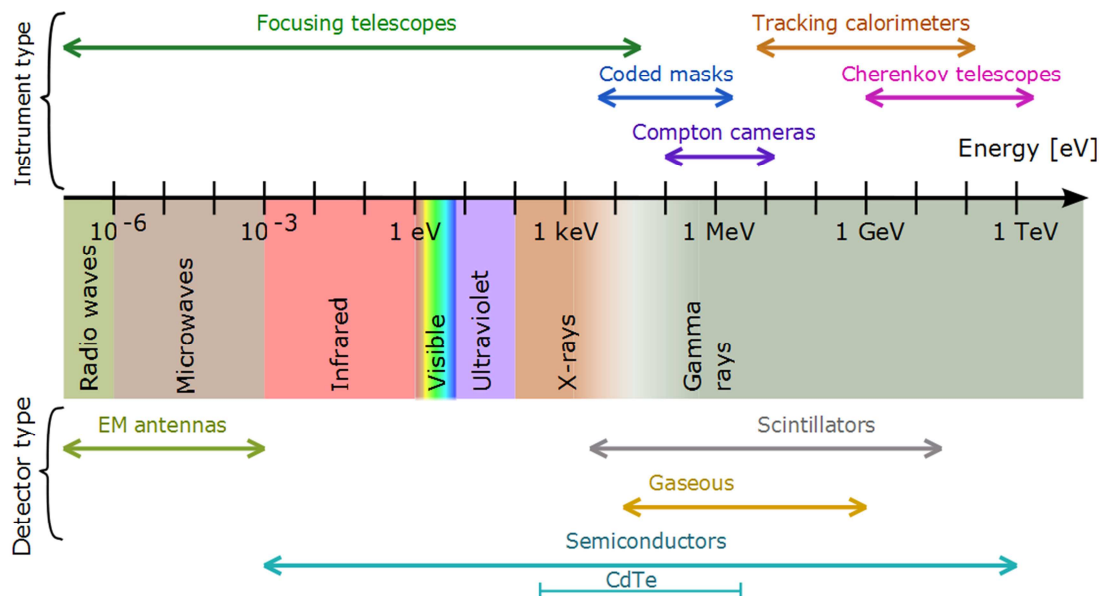 Instrument type
Focusing telescopes
Tracking calorimeters
Coded masks
Cherenkov telescopes
Compton cameras
Energy [eV]
10-6
10-3
1 eV
1 keV
1 MeV
1 GeV
1 TeV
Radio waves
Microwaves
Infrared
Visible
Ultraviolet
X-rays
Gamma
rays
Detector type
EM antennas
Scintillators
Gaseous
Semiconductors
CdTe